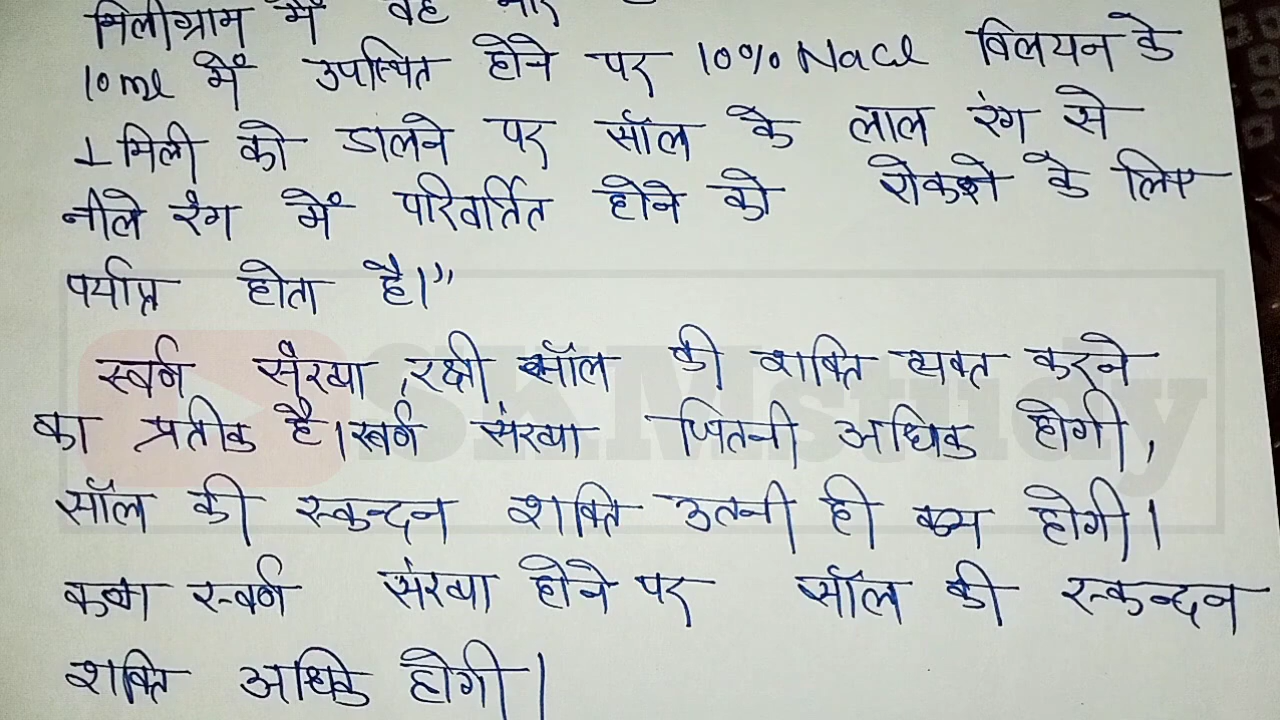 मिलीग्राम में वह
10ml में उपस्थित होने पर 10% NaCl विलयन के
1 मिली को डालने पर सॉल के लाल रंग से
नीले रंग में परिवर्तित होने को रोकने के लिए
पर्याप्त होता है।”
स्वर्ण संख्या, रक्षी सॉल की शक्ति व्यक्त करने
का प्रतीक है। स्वर्ण संख्या जितनी अधिक होगी,
सॉल की स्कन्दन शक्ति उतनी ही कम होगी।
कम स्वर्ण संख्या होने पर सॉल की स्कन्दन
शक्ति अधिक होगी।
SKMstudy